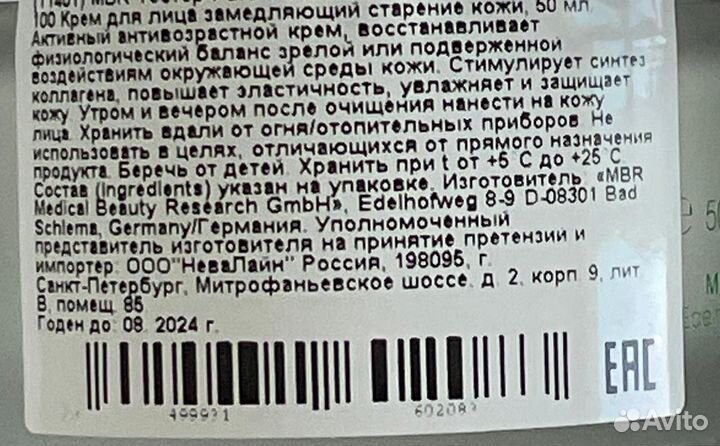 100 Крем для лица замедляющий старение кожи, 50 мл.
Активный антивозрастной крем, восстанавливает
физиологический баланс зрелой или подверженной
воздействиям окружающей среды кожи. Стимулирует синтез
коллагена, повышает эластичность, увлажняет и защищает
кожу. Утром и вечером после очищения нанести на кожу
лица. Хранить вдали от огня/отопительных приборов. Не
использовать в целях, отличающихся от прямого назначения
продукта. Беречь от детей. Хранить при t от +5 С до +25 С
Состав (Ingredients) указан на упаковке. Изготовитель: «MBR
Medical Beauty Research GmbH», Edelhofweg 8-9 D-08301 Bad
Schlema, Germany/Германия. Уполномоченный
представитель изготовителя на принятие претензии и
импортер: ООО"НеваЛайн" Россия, 198095, г.
Санкт-Петербург, Митрофаньевское шоссе, д. 2, корп. 9, лит.
В, помещ. 85
Годен до: 08. 2024 г.
EAC
Avito